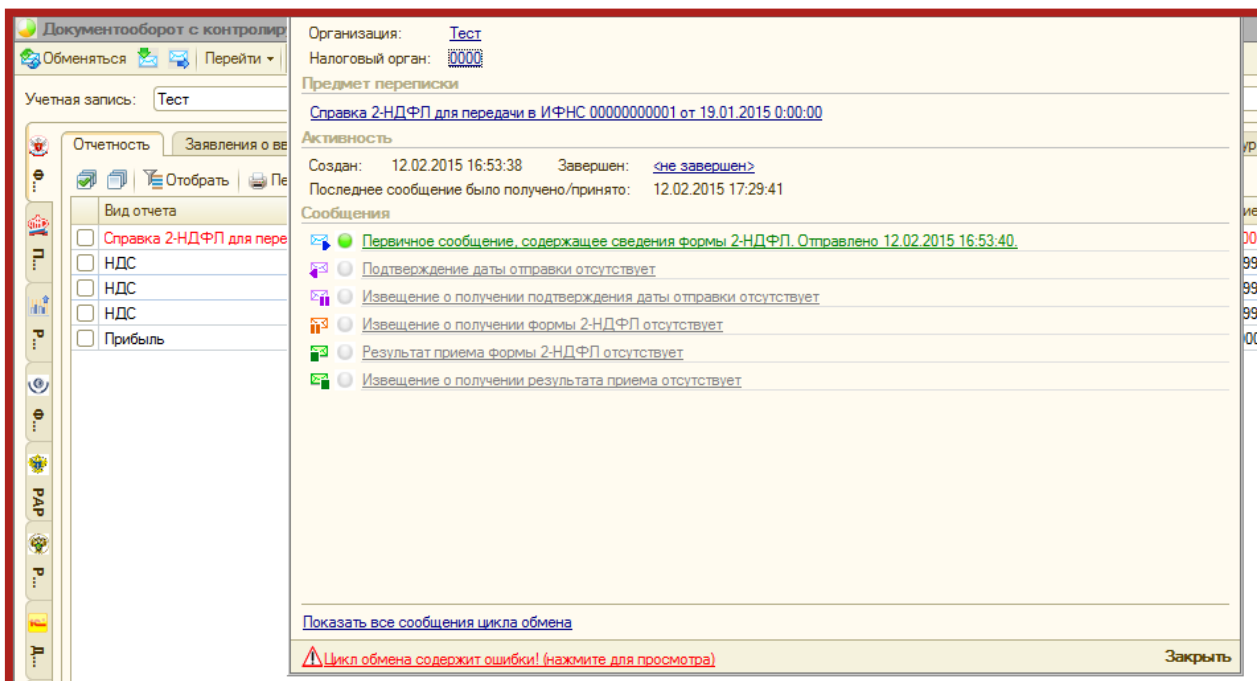 Документооборот с контролир
Обменяться Перейти
Учетная запись: Тест
Отчетность Заявления о вв
Отобрать Пе
Вид отчета
Справка 2-НДФЛ для пере
НДС
НДС
НДС
Прибыль
Ф...
П...
Р...
Ф...
РАР
Р...
Д...
Организация: Тест
Налоговый орган: 0000
Предмет переписки
Справка 2-НДФЛ для передачи в ИФНС 00000000001 от 19.01.2015 0:00:00
Активность
Создан: 12.02.2015 16:53:38 Завершен: <не завершен>
Последнее сообщение было получено/принято: 12.02.2015 17:29:41
Сообщения
Первичное сообщение, содержащее сведения формы 2-НДФЛ. Отправлено 12.02.2015 16:53:40.
Подтверждение даты отправки отсутствует
Извещение о получении подтверждения даты отправки отсутствует
Извещение о получении формы 2-НДФЛ отсутствует
Результат приема формы 2-НДФЛ отсутствует
Извещение о получении результата приема отсутствует
Показать все сообщения цикла обмена
Цикл обмена содержит ошибки! (нажмите для просмотра)
Закрыть